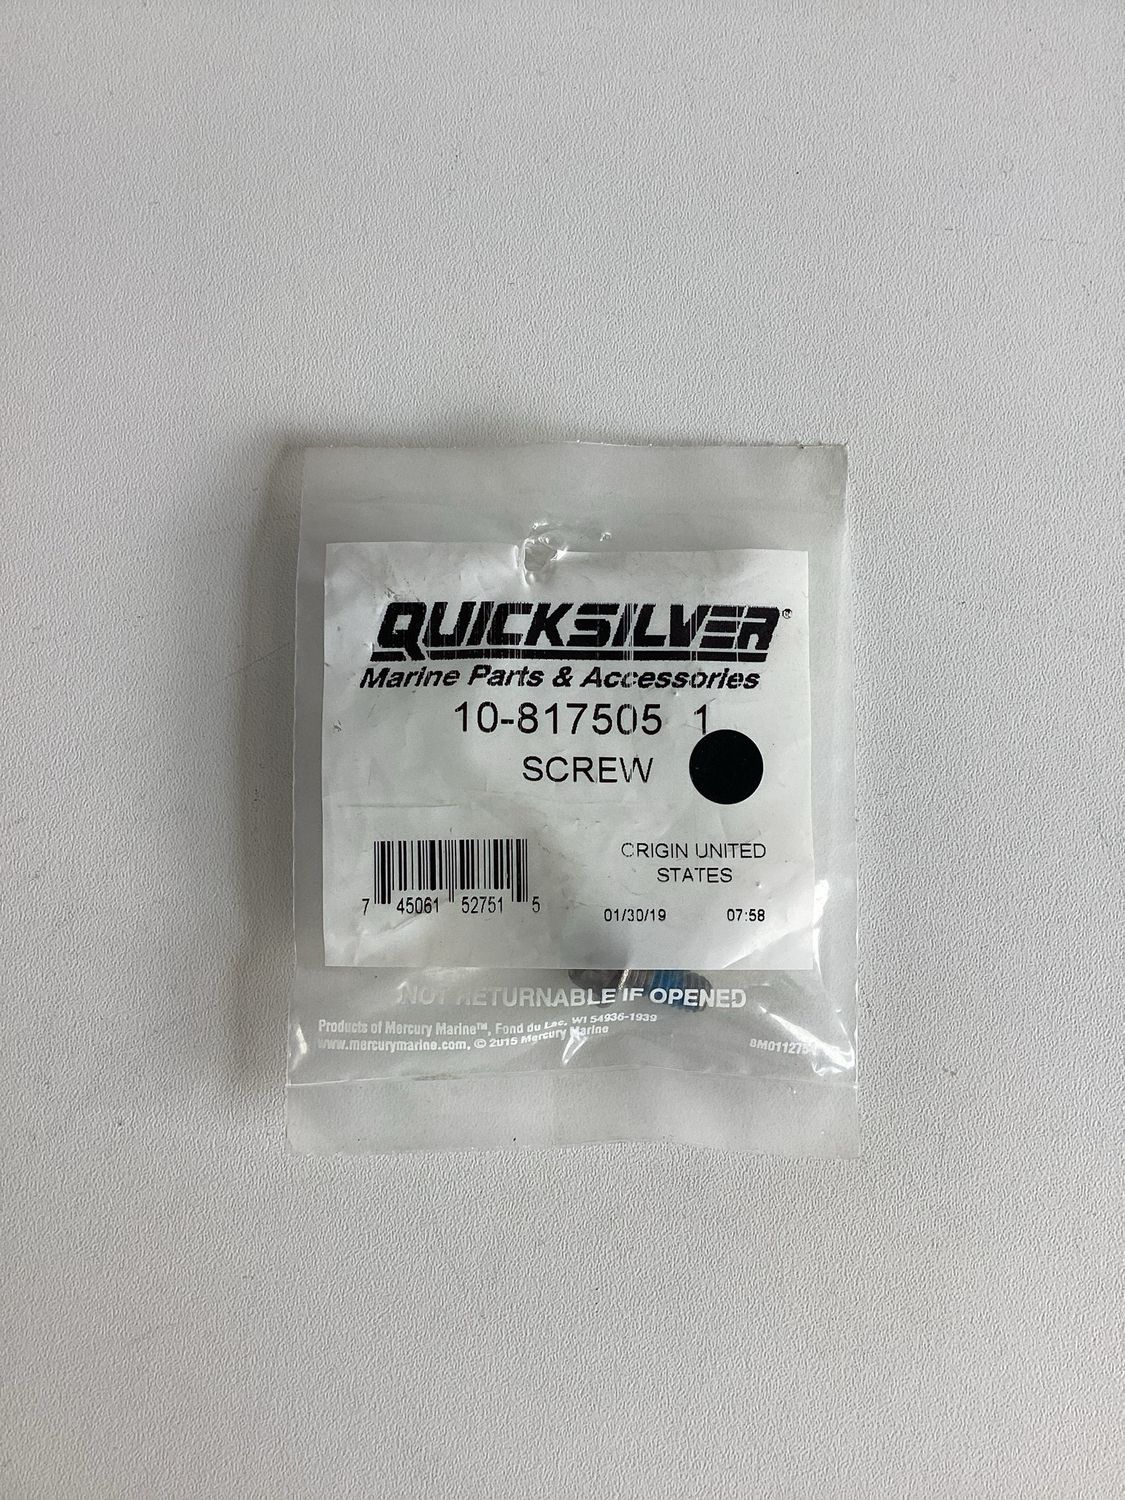 QUICKSILVER®
Marine Parts & Accessories
10-817505 1
SCREW
ORIGIN UNITED
STATES
7 45061 52751 5
01/30/19 07:58
NOT RETURNABLE IF OPENED
Products of Mercury Marine™, Fond du Lac, WI 54936-1939
www.mercurymarine.com, © 2015 Mercury Marine